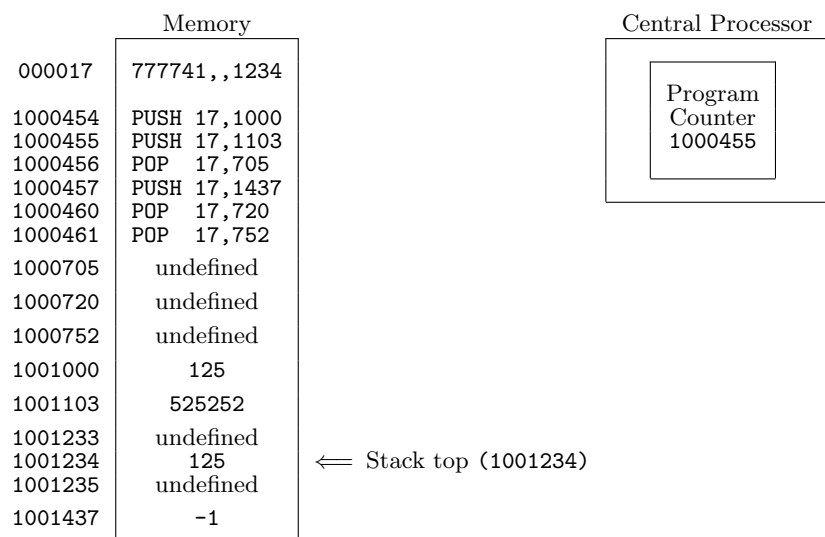 Memory
Central Processor
000017 777741,,1234
Program
1000454 PUSH 17,1000
Counter
1000455 PUSH 17,1103
1000455
1000456 POP 17,705
1000457 PUSH 17,1437
1000460 POP 17,720
1000461 POP 17,752
1000705 undefined
1000720 undefined
1000752 undefined
1001000 125
1001103 525252
1001233 undefined
1001234 125 ⟸ Stack top (1001234)
1001235 undefined
1001437 -1